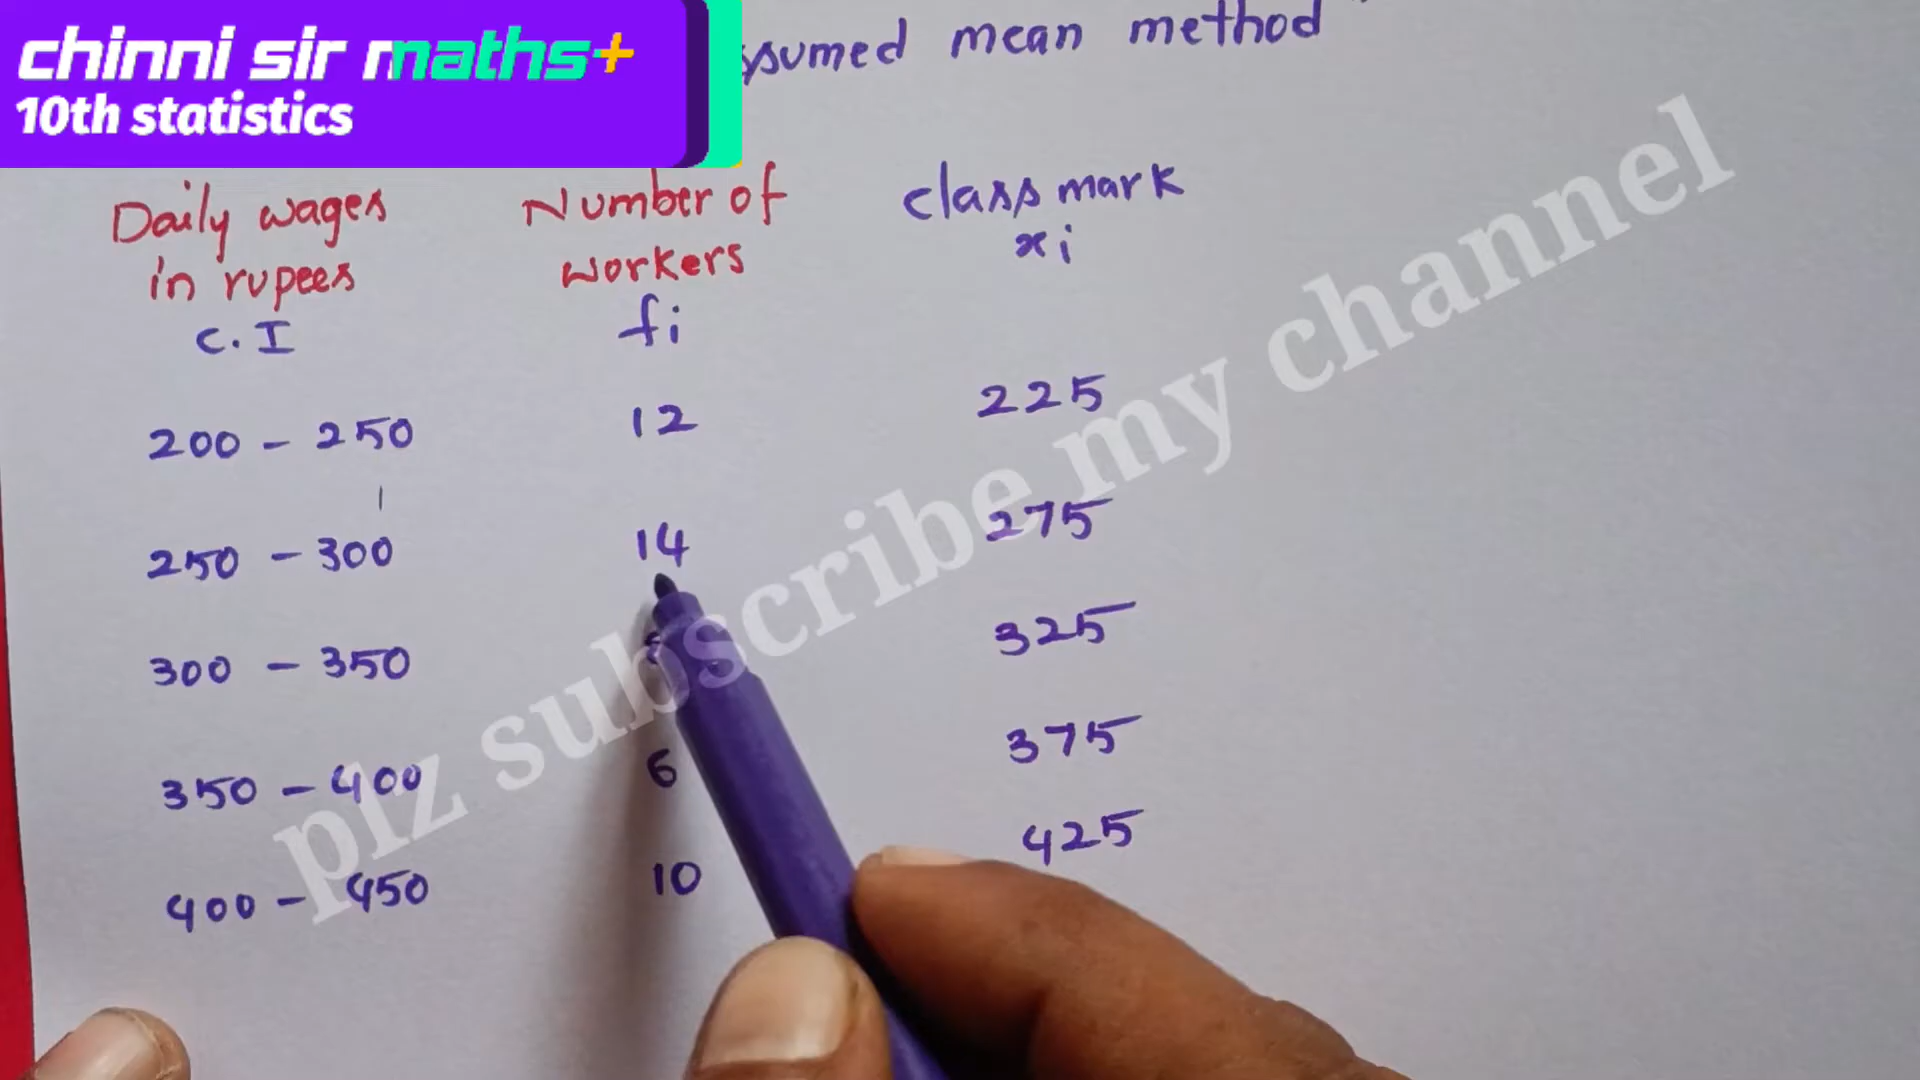 chinni sir maths+
10th statistics
ssumed mean method
Daily wages in rupees
C.I
Number of workers
fi
class mark
xi
200 - 250 12 225
250 - 300 14 275
300 - 350 325
350 - 400 6 375
400 - 450 10 425
plz subscribe my channel